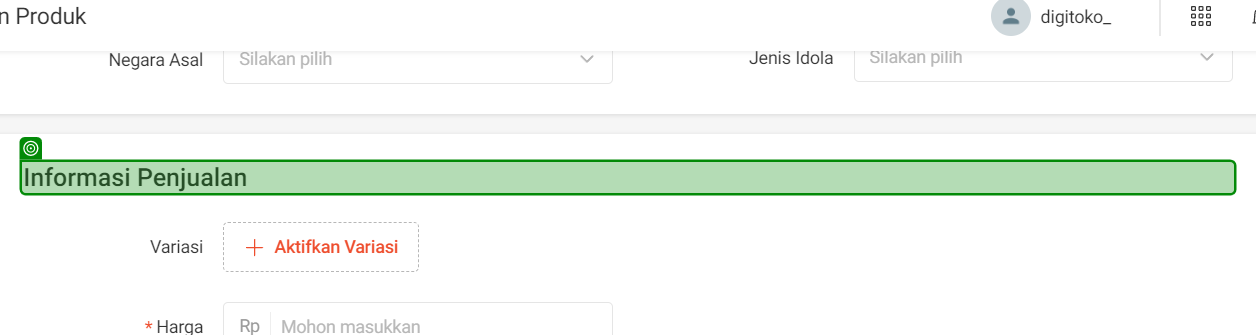 n Produk
digitoko_
Negara Asal
Silakan pilih
Jenis Idola
Silakan pilih
Informasi Penjualan
Variasi
Aktifkan Variasi
* Harga
Rp
Mohon masukkan